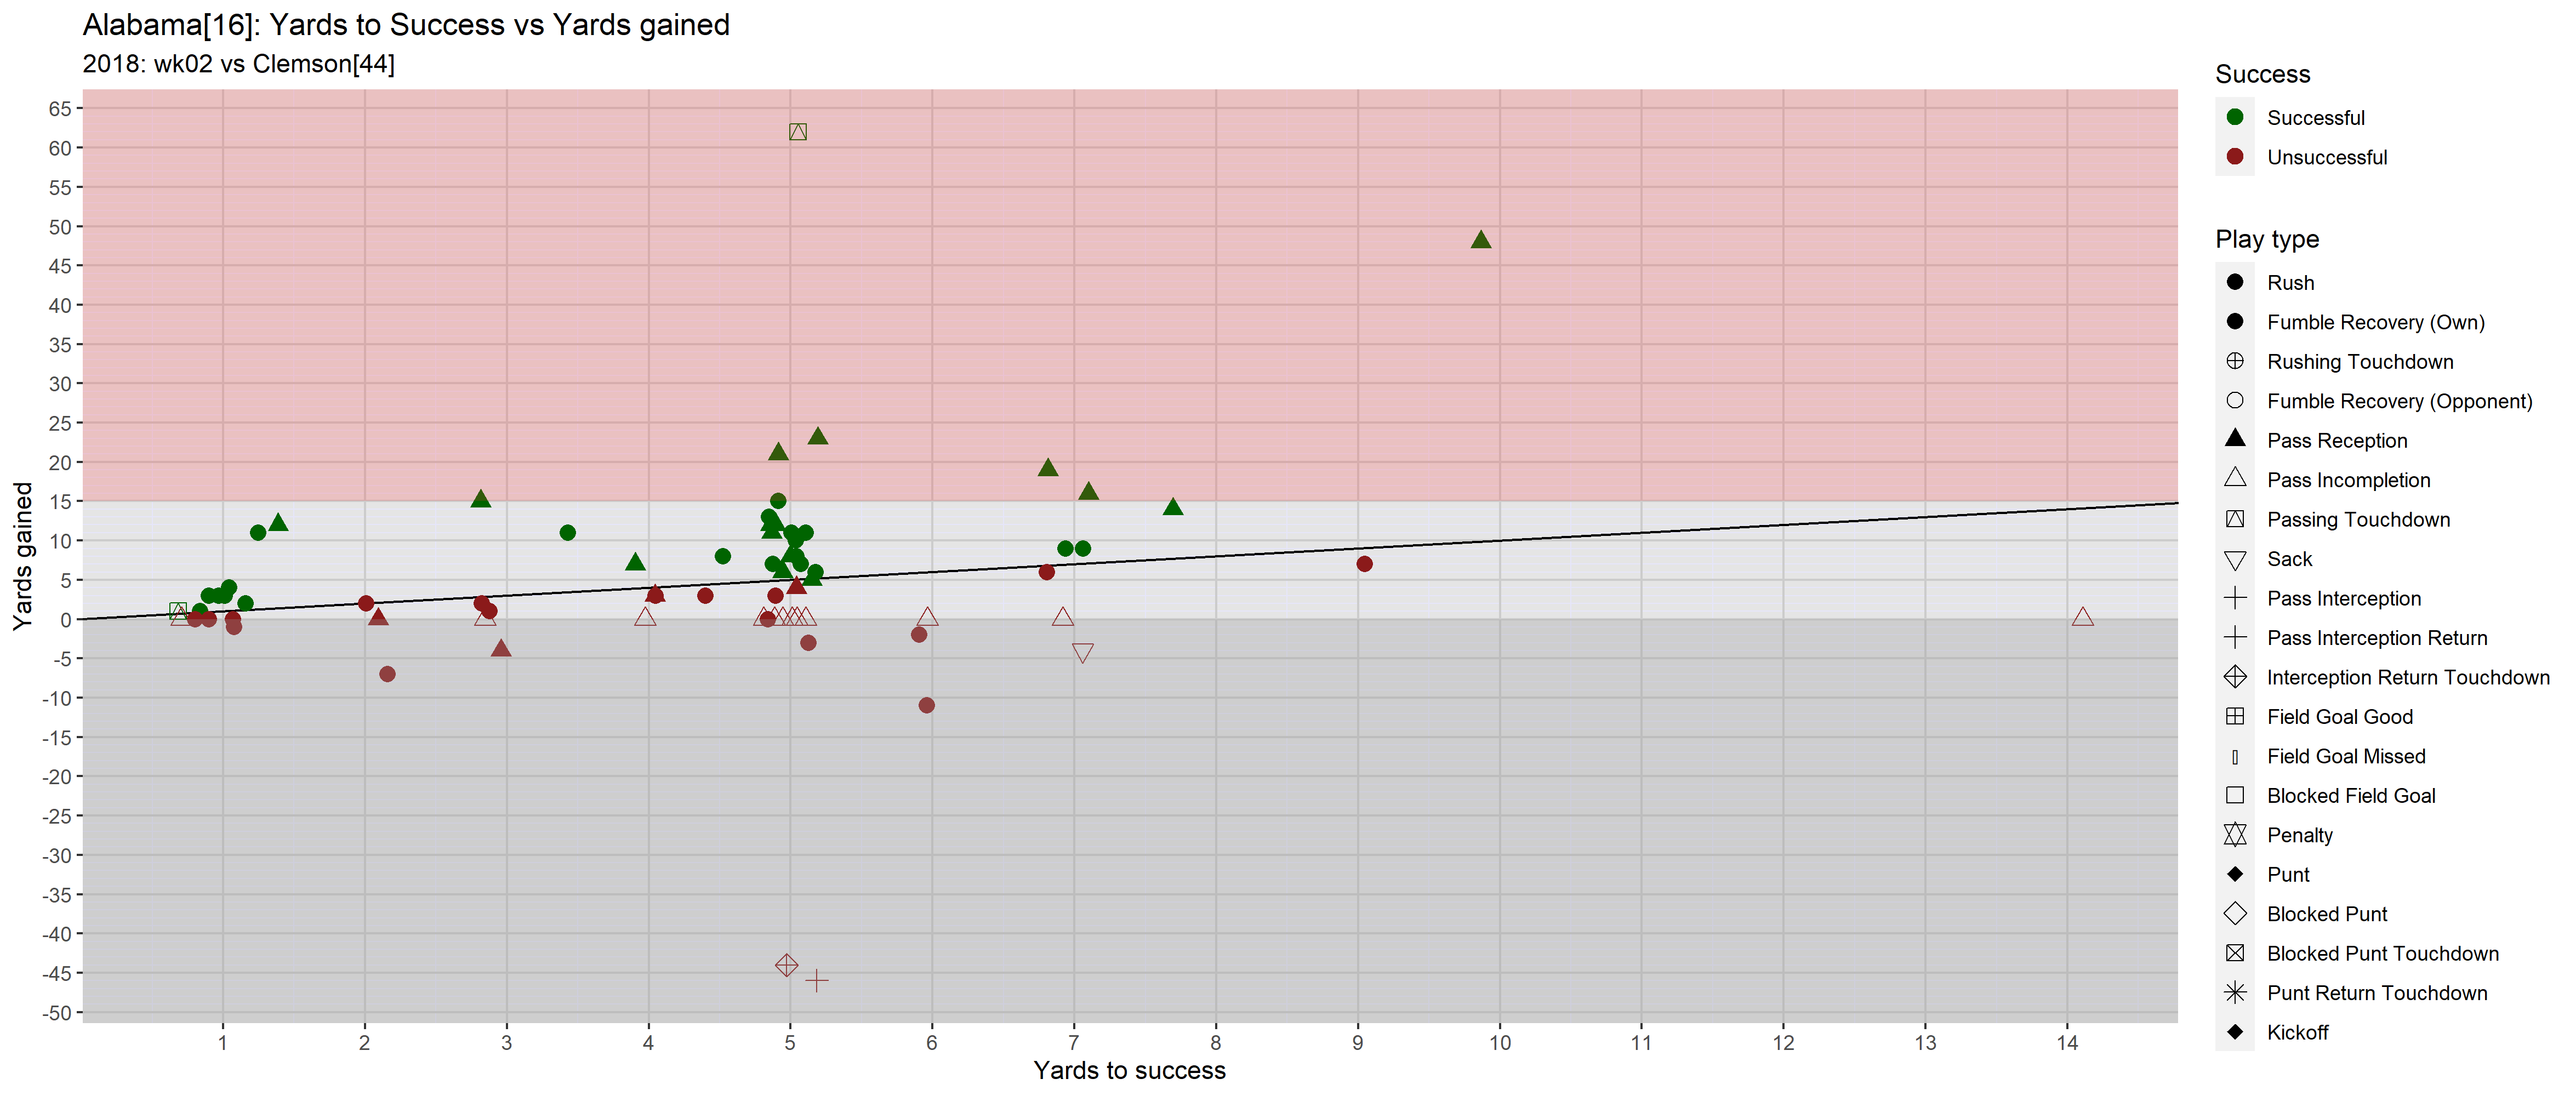 Alabama[16]: Yards to Success vs Yards gained
2018: wk02 vs Clemson[44]
Yards gained
65
60
55
50
45
40
35
30
25
20
15
10
5
0
-5
-10
-15
-20
-25
-30
-35
-40
-45
-50
1 2 3 4 5 6 7 8 9 10 11 12 13 14
Yards to success
Success
Successful
Unsuccessful
Play type
Rush
Fumble Recovery (Own)
Rushing Touchdown
Fumble Recovery (Opponent)
Pass Reception
Pass Incompletion
Passing Touchdown
Sack
Pass Interception
Pass Interception Return
Interception Return Touchdown
Field Goal Good
Field Goal Missed
Blocked Field Goal
Penalty
Punt
Blocked Punt
Blocked Punt Touchdown
Punt Return Touchdown
Kickoff